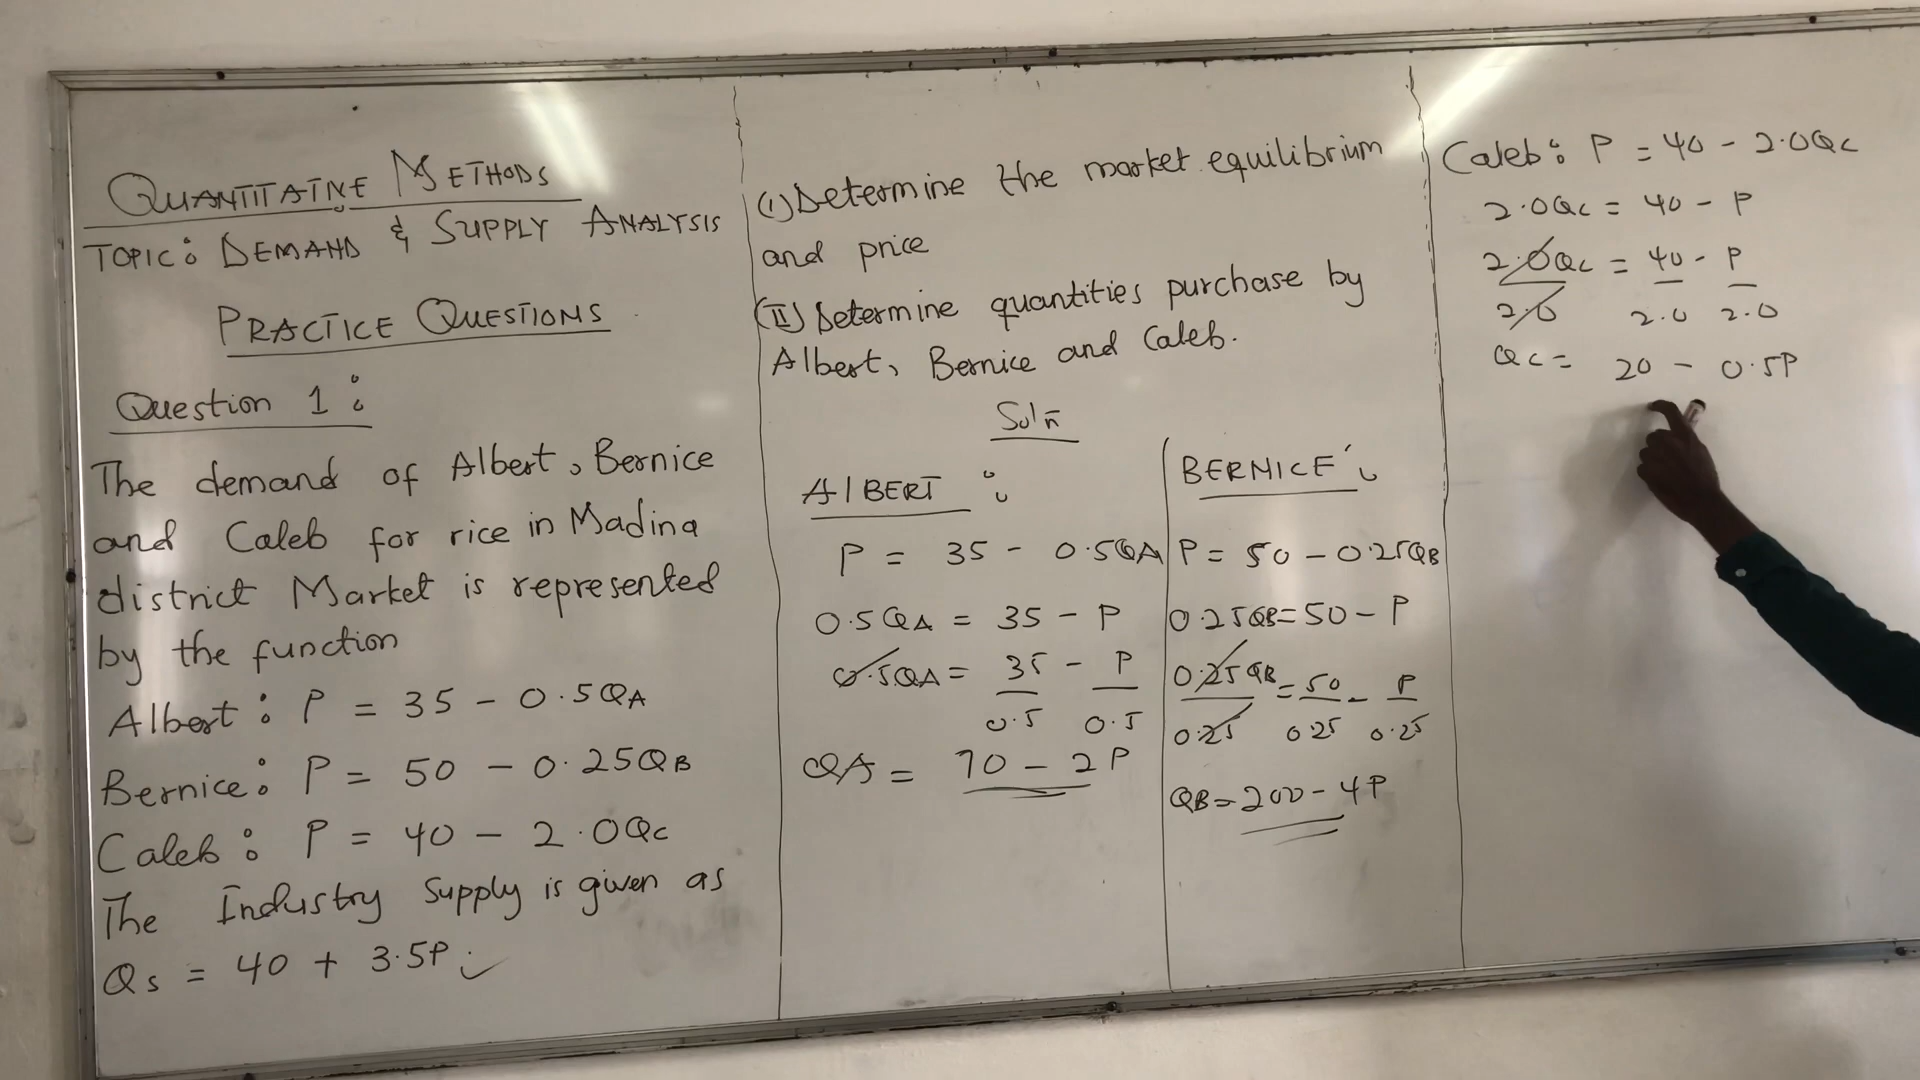 QUANTITATIVE METHODS
TOPIC: DEMAND & SUPPLY ANALYSIS
PRACTICE QUESTIONS
Question 1:
The demand of Albert, Bernice
and Caleb for rice in Madina
district Market is represented
by the function
Albert: P = 35 - 0.5QA
Bernice: P = 50 - 0.25QB
Caleb: P = 40 - 2.0Qc
The Industry Supply is given as
Qs = 40 + 3.5P
(I) Determine the market equilibrium
and price
(II) Determine quantities purchase by
Albert, Bernice and Caleb.
Soln
ALBERT:
P = 35 - 0.5QA
0.5QA = 35 - P
0.5QA = 35 - P
0.5 0.5
QA = 70 - 2P
BERNICE:
P = 50 - 0.25QB
0.25QB = 50 - P
0.25QB = 50 - P
0.25 0.25 0.25
QB = 200 - 4P
Caleb: P = 40 - 2.0Qc
2.0Qc = 40 - P
2.0Qc = 40 - P
2.0 2.0 2.0
Qc = 20 - 0.5P